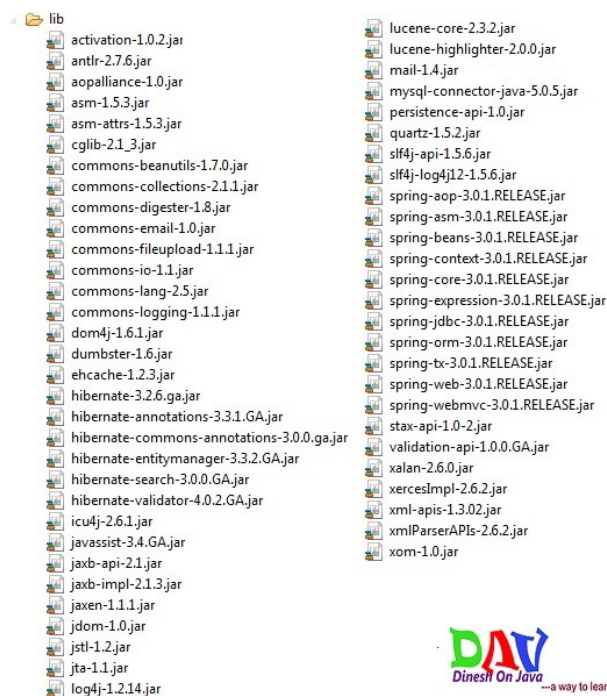 lib
activation-1.0.2.jar
antlr-2.7.6.jar
aopalliance-1.0.jar
asm-1.5.3.jar
asm-attrs-1.5.3.jar
cglib-2.1_3.jar
commons-beanutils-1.7.0.jar
commons-collections-2.1.1.jar
commons-digester-1.8.jar
commons-email-1.0.jar
commons-fileupload-1.1.1.jar
commons-io-1.1.jar
commons-lang-2.5.jar
commons-logging-1.1.1.jar
dom4j-1.6.1.jar
dumbster-1.6.jar
ehcache-1.2.3.jar
hibernate-3.2.6.ga.jar
hibernate-annotations-3.3.1.GA.jar
hibernate-commons-annotations-3.0.0.ga.jar
hibernate-entitymanager-3.3.2.GA.jar
hibernate-search-3.0.0.GA.jar
hibernate-validator-4.0.2.GA.jar
icu4j-2.6.1.jar
javassist-3.4.GA.jar
jaxb-api-2.1.jar
jaxb-impl-2.1.3.jar
jaxen-1.1.1.jar
jdom-1.0.jar
jstl-1.2.jar
jta-1.1.jar
log4j-1.2.14.jar
lucene-core-2.3.2.jar
lucene-highlighter-2.0.0.jar
mail-1.4.jar
mysql-connector-java-5.0.5.jar
persistence-api-1.0.jar
quartz-1.5.2.jar
slf4j-api-1.5.6.jar
slf4j-log4j12-1.5.6.jar
spring-aop-3.0.1.RELEASE.jar
spring-asm-3.0.1.RELEASE.jar
spring-beans-3.0.1.RELEASE.jar
spring-context-3.0.1.RELEASE.jar
spring-core-3.0.1.RELEASE.jar
spring-expression-3.0.1.RELEASE.jar
spring-jdbc-3.0.1.RELEASE.jar
spring-orm-3.0.1.RELEASE.jar
spring-tx-3.0.1.RELEASE.jar
spring-web-3.0.1.RELEASE.jar
spring-webmvc-3.0.1.RELEASE.jar
stax-api-1.0-2.jar
validation-api-1.0.0.GA.jar
xalan-2.6.0.jar
xercesImpl-2.6.2.jar
xml-apis-1.3.02.jar
xmlParserAPIs-2.6.2.jar
xom-1.0.jar
DAV
Dinesh On Java
---a way to lear